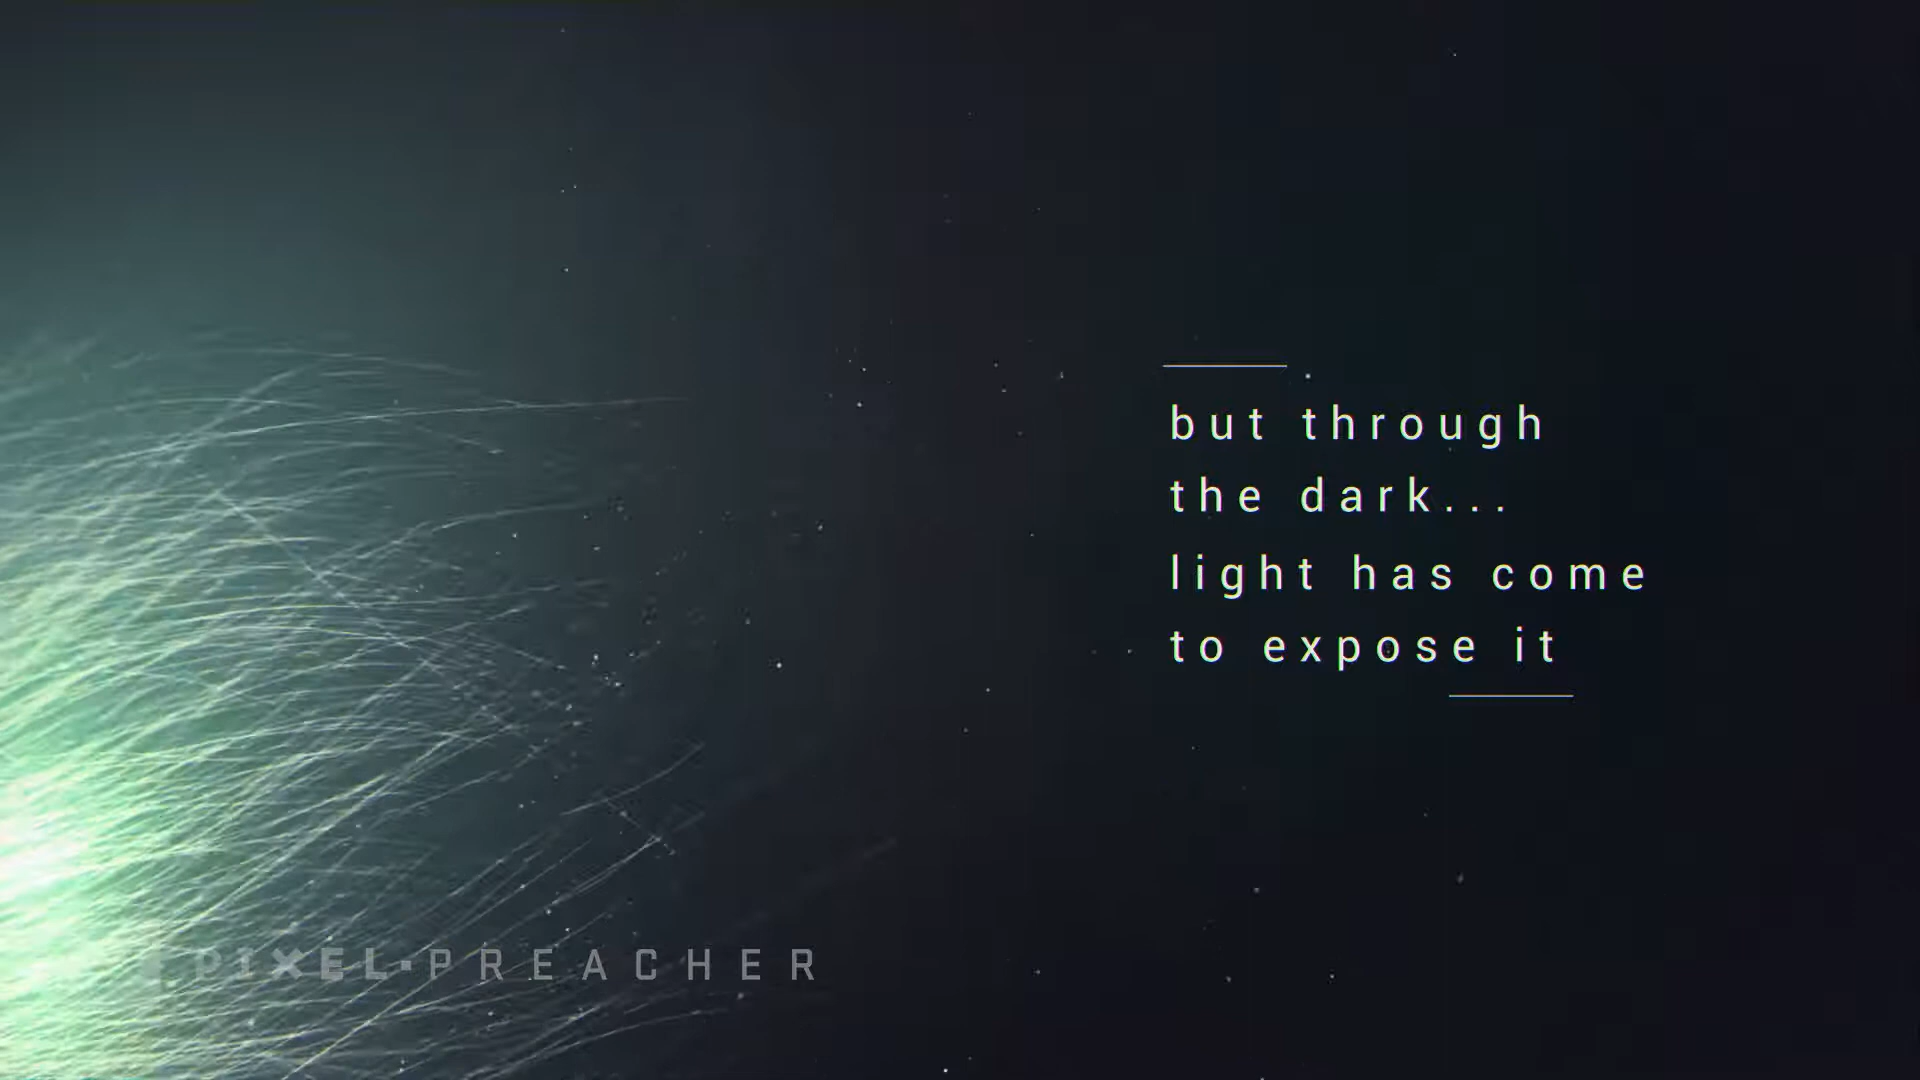 but through
the dark...
light has come
to expose it
PIXEL▪PREACHER